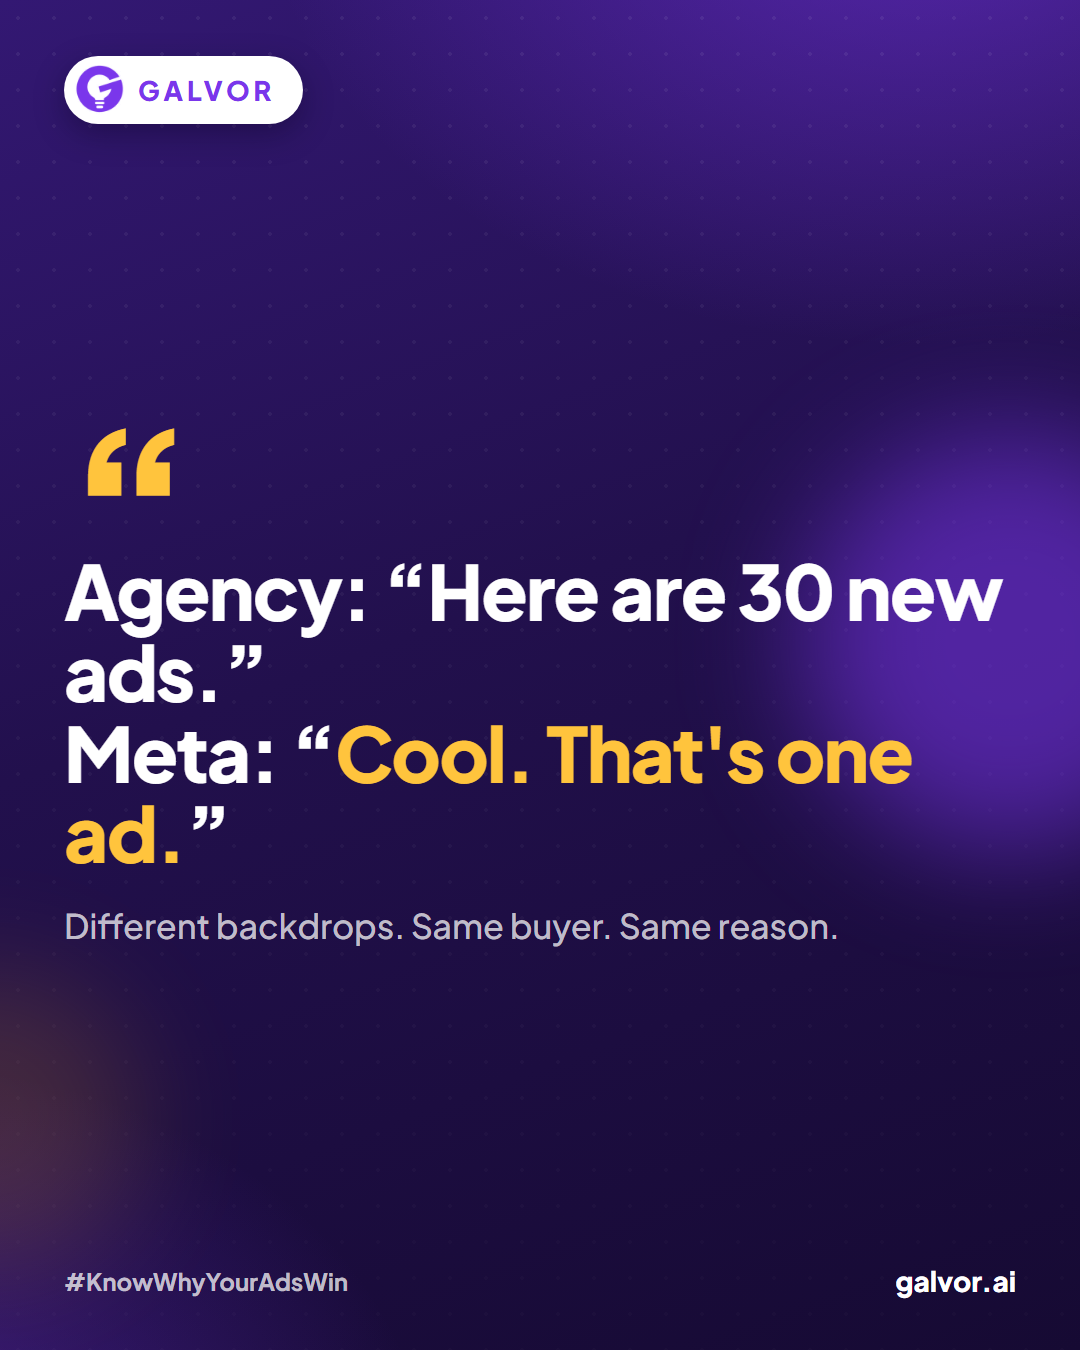 GALVOR
“
Agency: “Here are 30 new
ads.”
Meta: “Cool. That's one
ad.”
Different backdrops. Same buyer. Same reason.
#KnowWhyYourAdsWin
galvor.ai